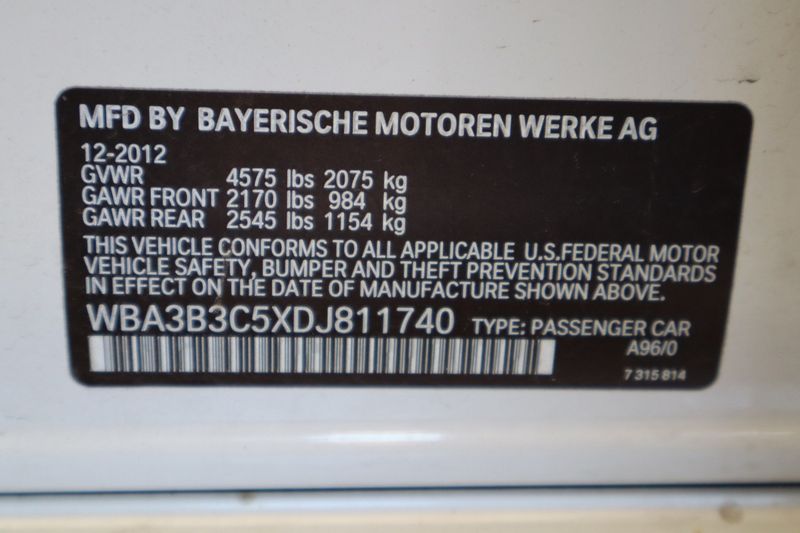 MFD BY BAYERISCHE MOTOREN WERKE AG
12-2012
GVWR 4575 lbs 2075 kg
GAWR FRONT 2170 lbs 984 kg
GAWR REAR 2545 lbs 1154 kg
THIS VEHICLE CONFORMS TO ALL APPLICABLE U.S.FEDERAL MOTOR
VEHICLE SAFETY, BUMPER AND THEFT PREVENTION STANDARDS
IN EFFECT ON THE DATE OF MANUFACTURE SHOWN ABOVE.
WBA3B3C5XDJ811740 TYPE: PASSENGER CAR
A96/0
7 315 814